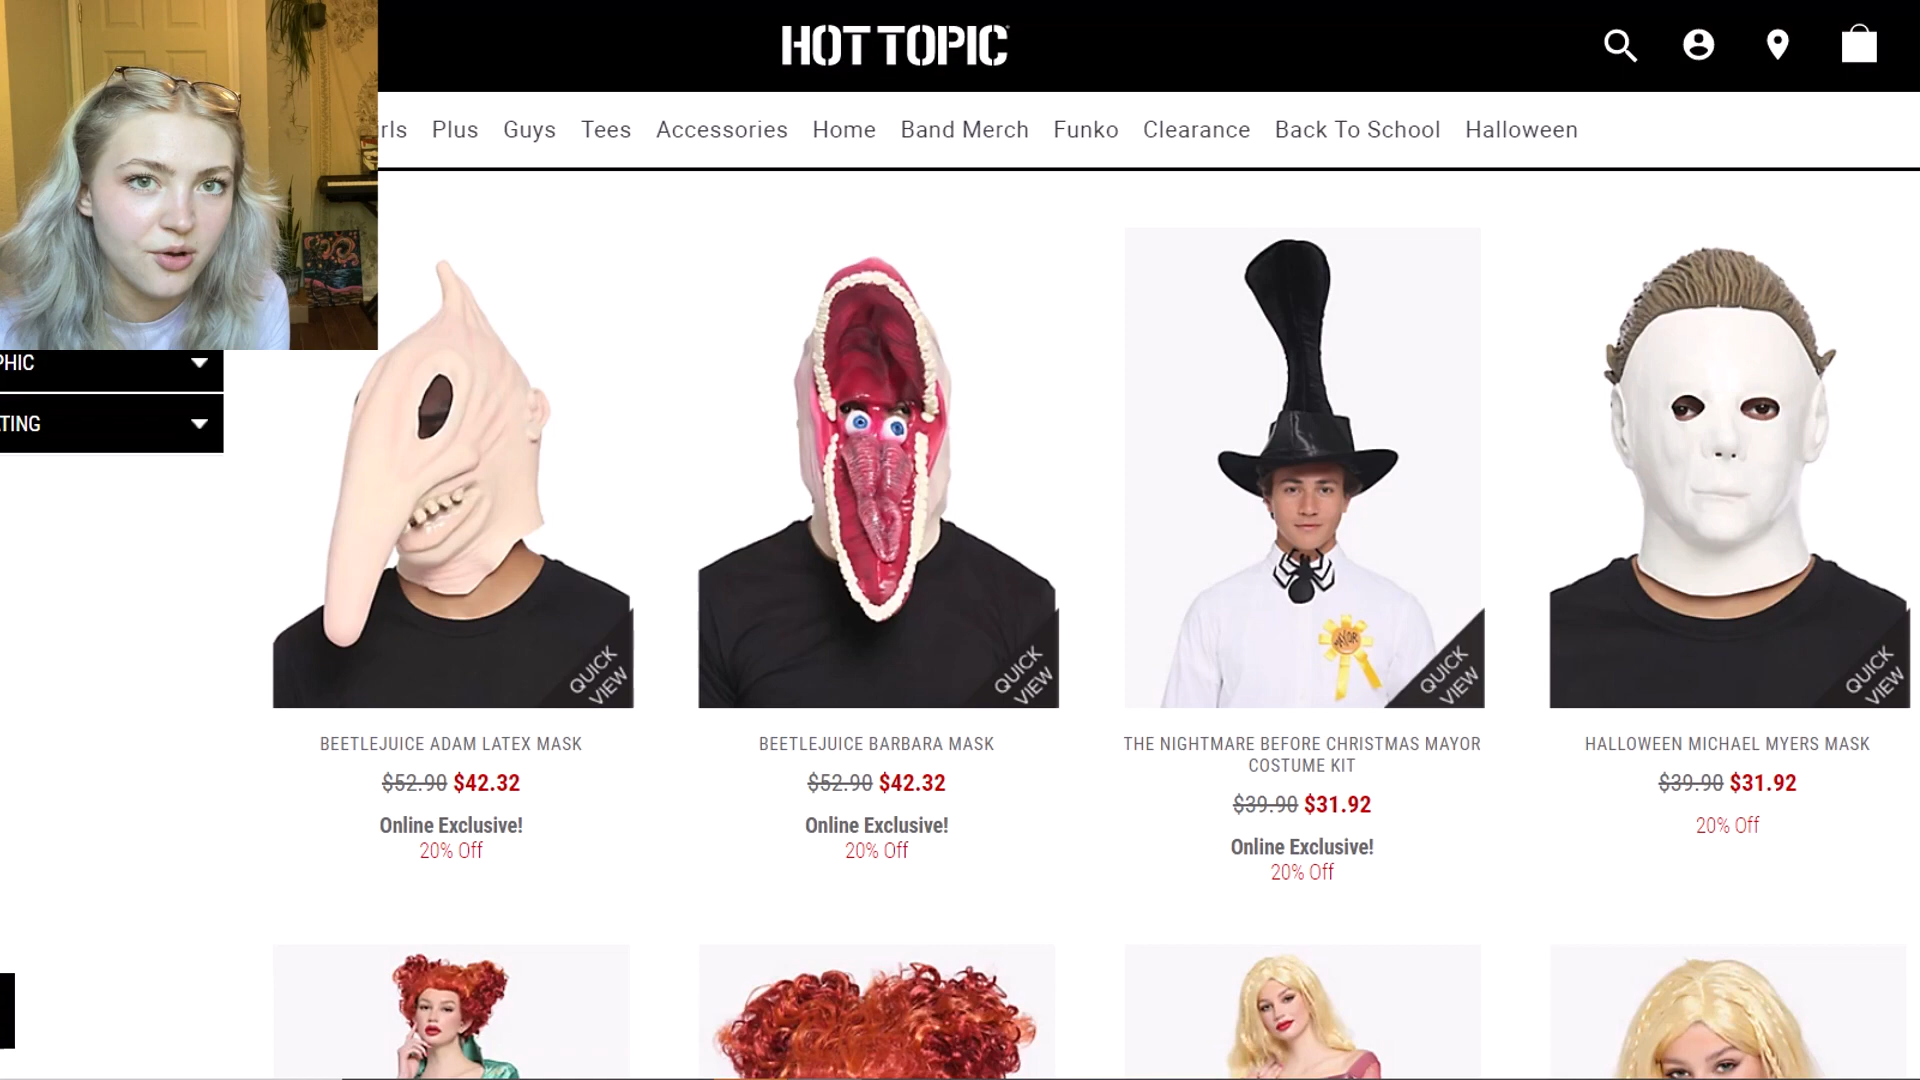 HOT TOPIC
rls Plus Guys Tees Accessories Home Band Merch Funko Clearance Back To School Halloween
PHIC
TING
QUICK VIEW
QUICK VIEW
MAYOR
QUICK VIEW
QUICK VIEW
BEETLEJUICE ADAM LATEX MASK
$52.90 $42.32
Online Exclusive!
20% Off
BEETLEJUICE BARBARA MASK
$52.90 $42.32
Online Exclusive!
20% Off
THE NIGHTMARE BEFORE CHRISTMAS MAYOR
COSTUME KIT
$39.90 $31.92
Online Exclusive!
20% Off
HALLOWEEN MICHAEL MYERS MASK
$39.90 $31.92
20% Off